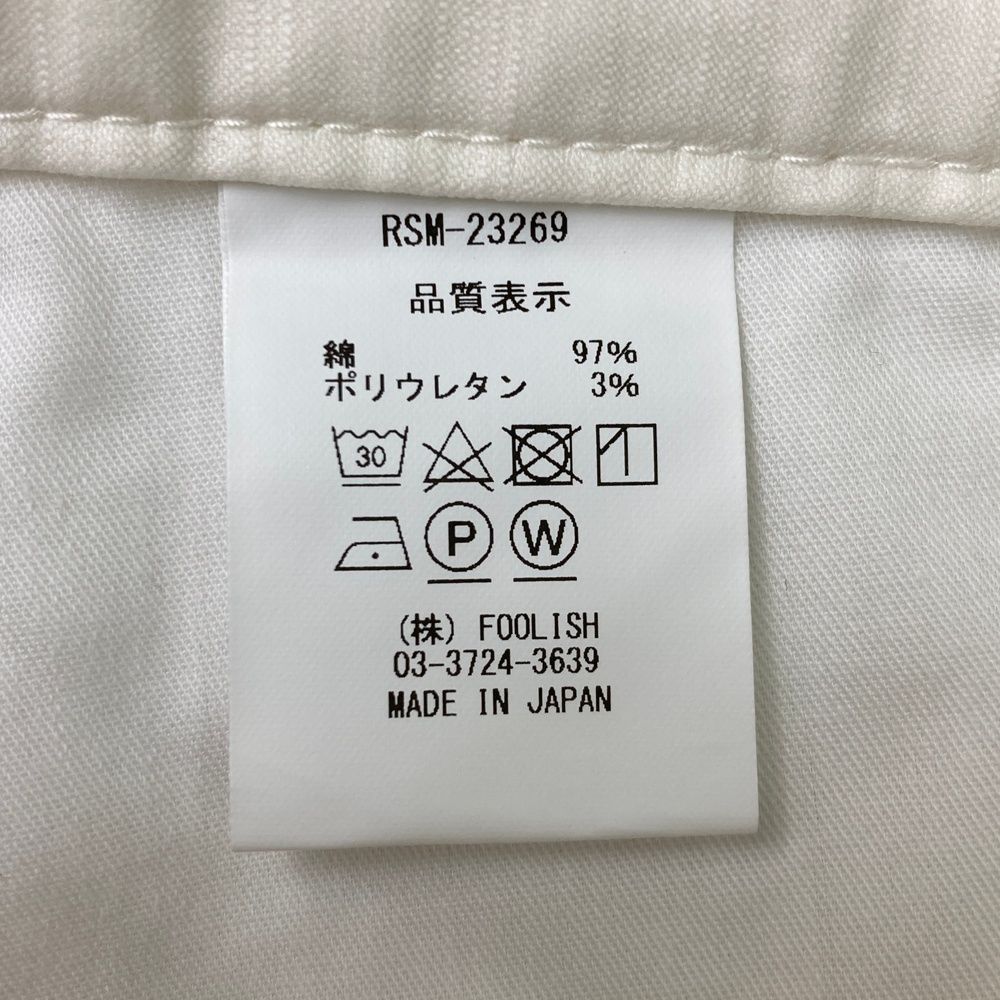 RSM-23269
品質表示
綿 97%
ポリウレタン 3%
30
P W
(株) FOOLISH
03-3724-3639
MADE IN JAPAN